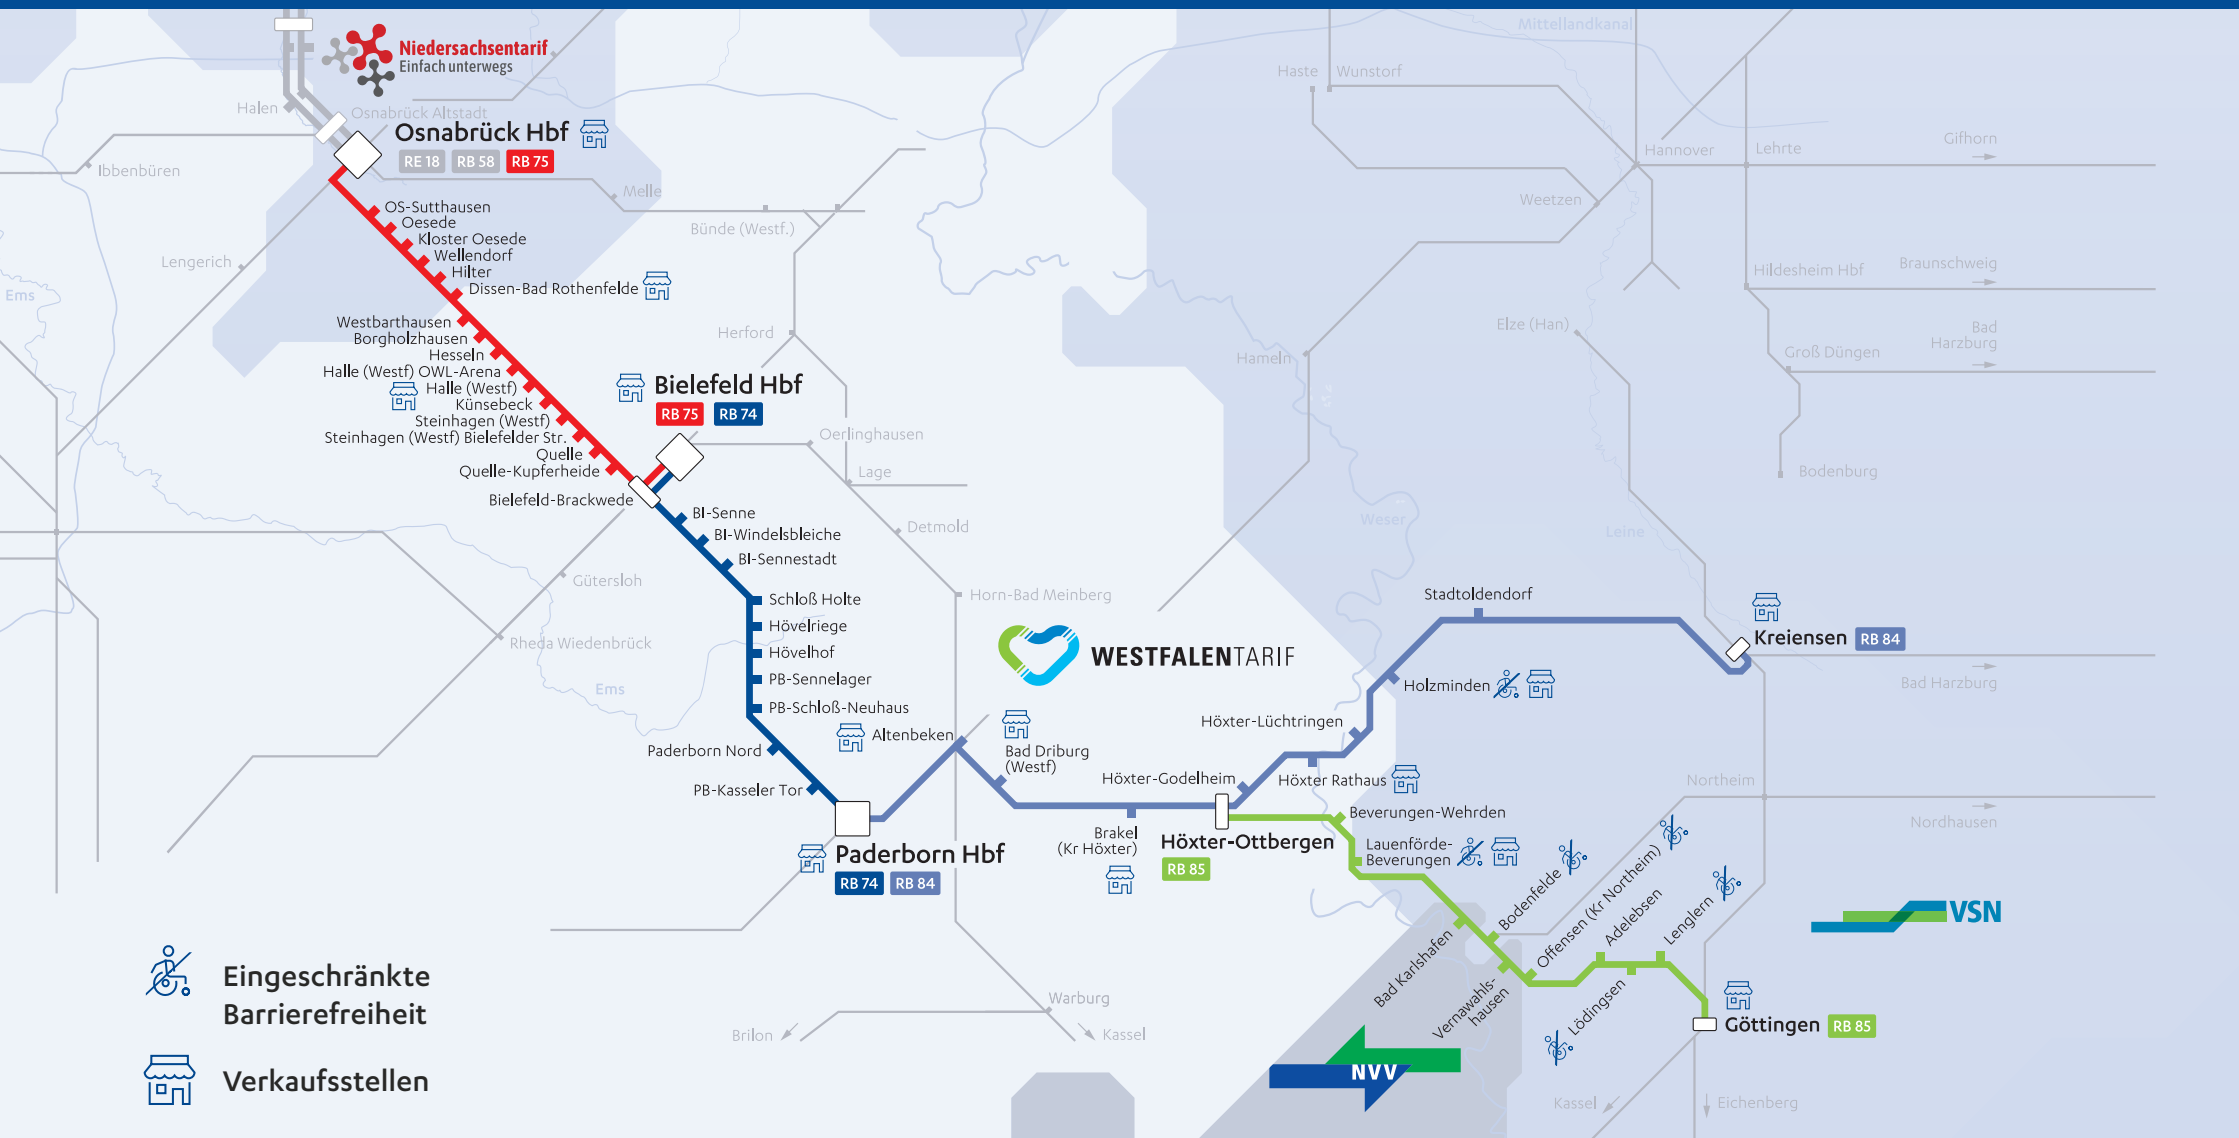 Mittellandkanal
Niedersachsentarif
Einfach unterwegs
Haste
Wunstorf
Halen
Osnabrück Altstadt
Osnabrück Hbf
RE 18
RB 58
RB 75
Gifhorn
Hannover
Lehrte
Ibbenbüren
Melle
Weetzen
OS-Sutthausen
Oesede
Kloster Oesede
Wellendorf
Hilter
Dissen-Bad Rothenfelde
Bünde (Westf.)
Lengerich
Ems
Hildesheim Hbf
Braunschweig
Westbarthausen
Borgholzhausen
Hesseln
Halle (Westf) OWL-Arena
Halle (Westf)
Künsebeck
Steinhagen (Westf)
Steinhagen (Westf) Bielefelder Str.
Quelle
Quelle-Kupferheide
Bielefeld-Brackwede
Herford
Elze (Han)
Bad
Harzburg
Groß Düngen
Hameln
Bielefeld Hbf
RB 75
RB 74
Oerlinghausen
Lage
Bodenburg
BI-Senne
BI-Windelsbleiche
BI-Sennestadt
Detmold
Weser
Leine
Gütersloh
Horn-Bad Meinberg
Schloß Holte
Hövelriege
Hövelhof
PB-Sennelager
PB-Schloß-Neuhaus
Rheda Wiedenbrück
Ems
WESTFALENTARIF
Stadtoldendorf
Kreiensen
RB 84
Bad Harzburg
Holzminden
Höxter-Lüchtringen
Altenbeken
Bad Driburg
(Westf)
Paderborn Nord
PB-Kasseler Tor
Höxter-Godelheim
Höxter Rathaus
Northeim
Nordhausen
Beverungen-Wehrden
Brakel
(Kr Höxter)
Höxter-Ottbergen
RB 85
Lauenförde-
Beverungen
Paderborn Hbf
RB 74
RB 84
Bodenfelde
Offensen (Kr Northeim)
Adelebsen
Lenglern
VSN
Bad Karlshafen
Vernawahls-
hausen
Lödingsen
Göttingen
RB 85
Eingeschränkte
Barrierefreiheit
Verkaufsstellen
Warburg
Brilon
Kassel
NVV
Kassel
Eichenberg